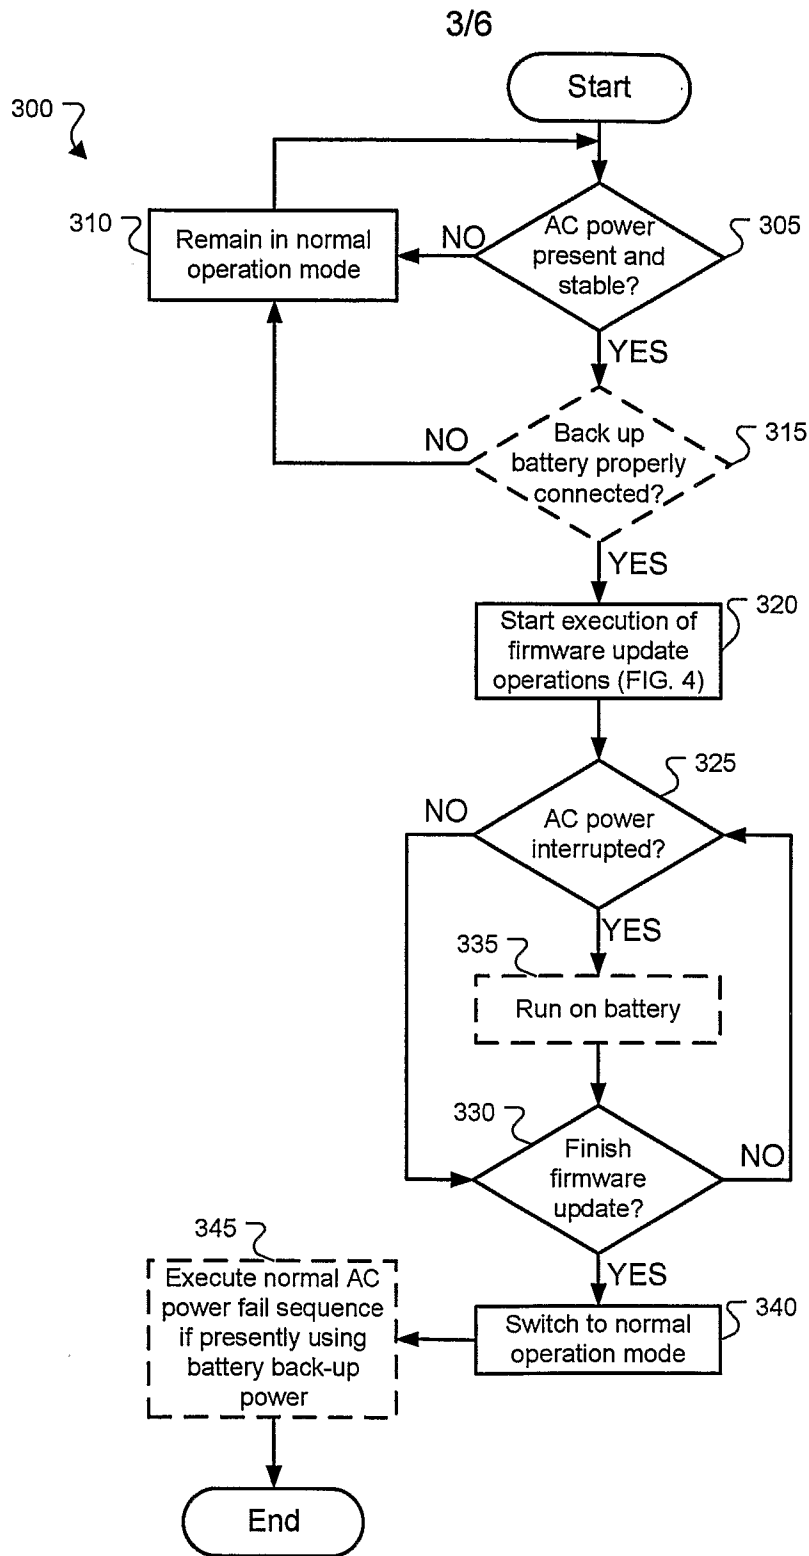 3/6
Start
300
310
Remain in normal
operation mode
NO
AC power
present and
stable?
305
YES
NO
Back up
battery properly
connected?
315
YES
Start execution of
firmware update
operations (FIG. 4)
320
325
NO
AC power
interrupted?
YES
335
Run on battery
330
Finish
firmware
update?
NO
345
YES
Execute normal AC
power fail sequence
if presently using
battery back-up
power
Switch to normal
operation mode
340
End